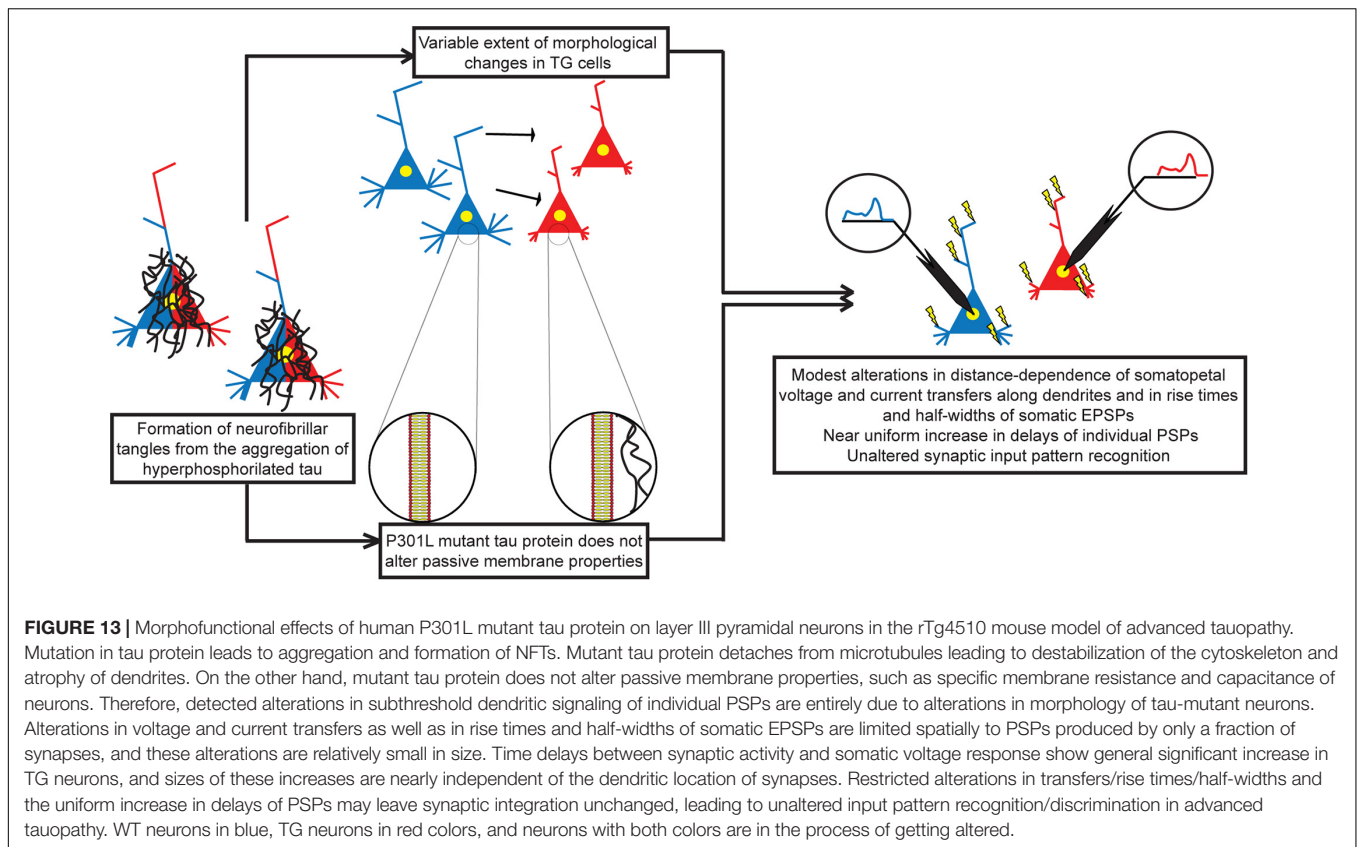 Variable extent of morphological
changes in TG cells
Formation of neurofibrillar
tangles from the aggregation of
hyperphosphorilated tau
P301L mutant tau protein does not
alter passive membrane properties
Modest alterations in distance-dependence of somatopetal
voltage and current transfers along dendrites and in rise times
and half-widths of somatic EPSPs
Near uniform increase in delays of individual PSPs
Unaltered synaptic input pattern recognition
FIGURE 13 | Morphofunctional effects of human P301L mutant tau protein on layer III pyramidal neurons in the rTg4510 mouse model of advanced tauopathy.
Mutation in tau protein leads to aggregation and formation of NFTs. Mutant tau protein detaches from microtubules leading to destabilization of the cytoskeleton and
atrophy of dendrites. On the other hand, mutant tau protein does not alter passive membrane properties, such as specific membrane resistance and capacitance of
neurons. Therefore, detected alterations in subthreshold dendritic signaling of individual PSPs are entirely due to alterations in morphology of tau-mutant neurons.
Alterations in voltage and current transfers as well as in rise times and half-widths of somatic EPSPs are limited spatially to PSPs produced by only a fraction of
synapses, and these alterations are relatively small in size. Time delays between synaptic activity and somatic voltage response show general significant increase in
TG neurons, and sizes of these increases are nearly independent of the dendritic location of synapses. Restricted alterations in transfers/rise times/half-widths and
the uniform increase in delays of PSPs may leave synaptic integration unchanged, leading to unaltered input pattern recognition/discrimination in advanced
tauopathy. WT neurons in blue, TG neurons in red colors, and neurons with both colors are in the process of getting altered.